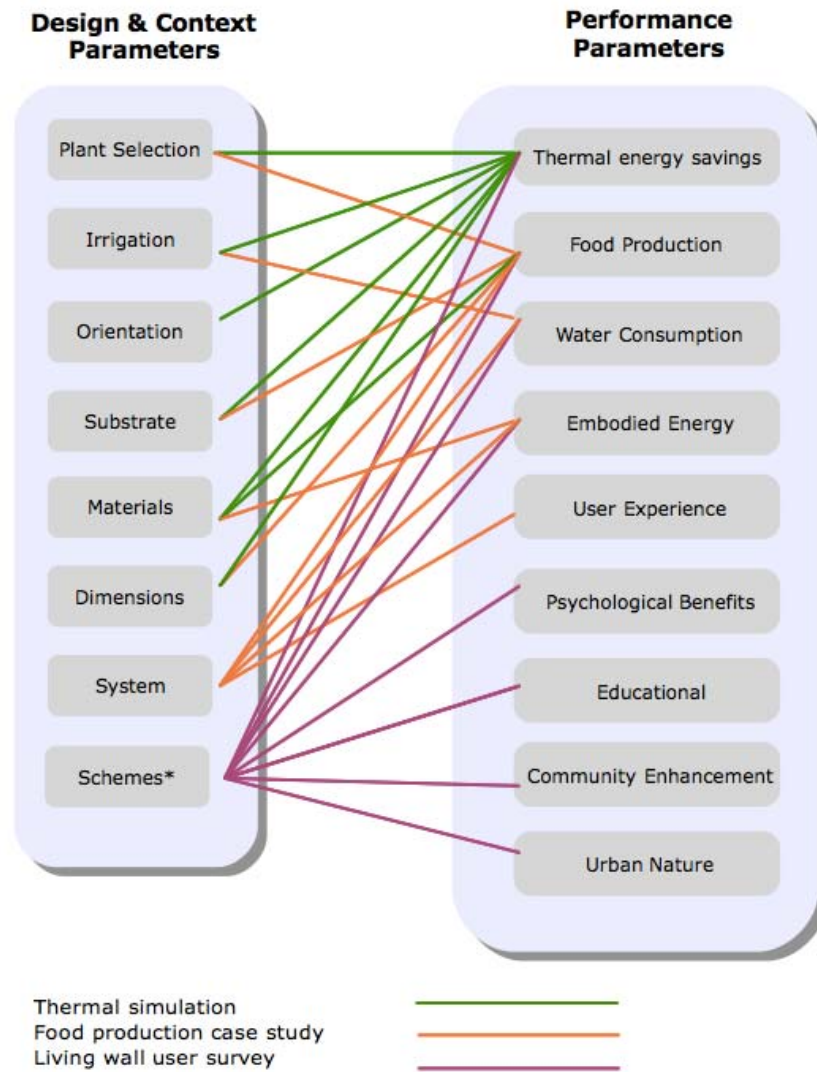 Design & Context
Parameters
Plant Selection
Irrigation
Orientation
Substrate
Materials
Dimensions
System
Schemes*
Performance
Parameters
Thermal energy savings
Food Production
Water Consumption
Embodied Energy
User Experience
Psychological Benefits
Educational
Community Enhancement
Urban Nature
Thermal simulation
Food production case study
Living wall user survey